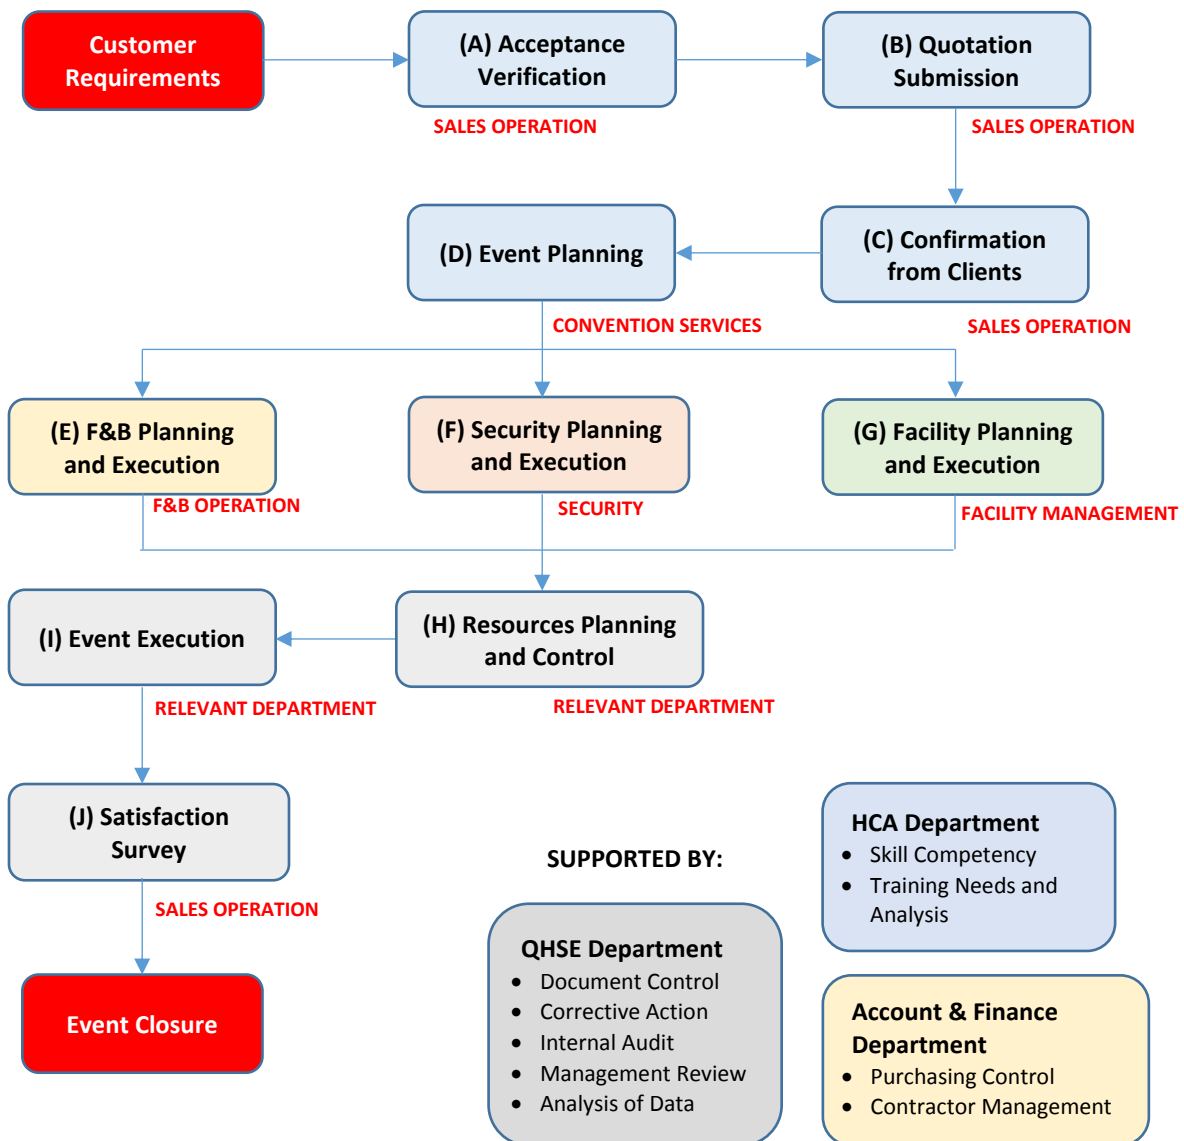 Customer
Requirements
(A) Acceptance
Verification
(B) Quotation
Submission
SALES OPERATION
SALES OPERATION
(D) Event Planning
(C) Confirmation
from Clients
CONVENTION SERVICES
SALES OPERATION
(E) F&B Planning
and Execution
(F) Security Planning
and Execution
(G) Facility Planning
and Execution
F&B OPERATION
SECURITY
FACILITY MANAGEMENT
(I) Event Execution
(H) Resources Planning
and Control
RELEVANT DEPARTMENT
RELEVANT DEPARTMENT
(J) Satisfaction
Survey
SALES OPERATION
Event Closure
SUPPORTED BY:
QHSE Department
• Document Control
• Corrective Action
• Internal Audit
• Management Review
• Analysis of Data
HCA Department
• Skill Competency
• Training Needs and
Analysis
Account & Finance
Department
• Purchasing Control
• Contractor Management